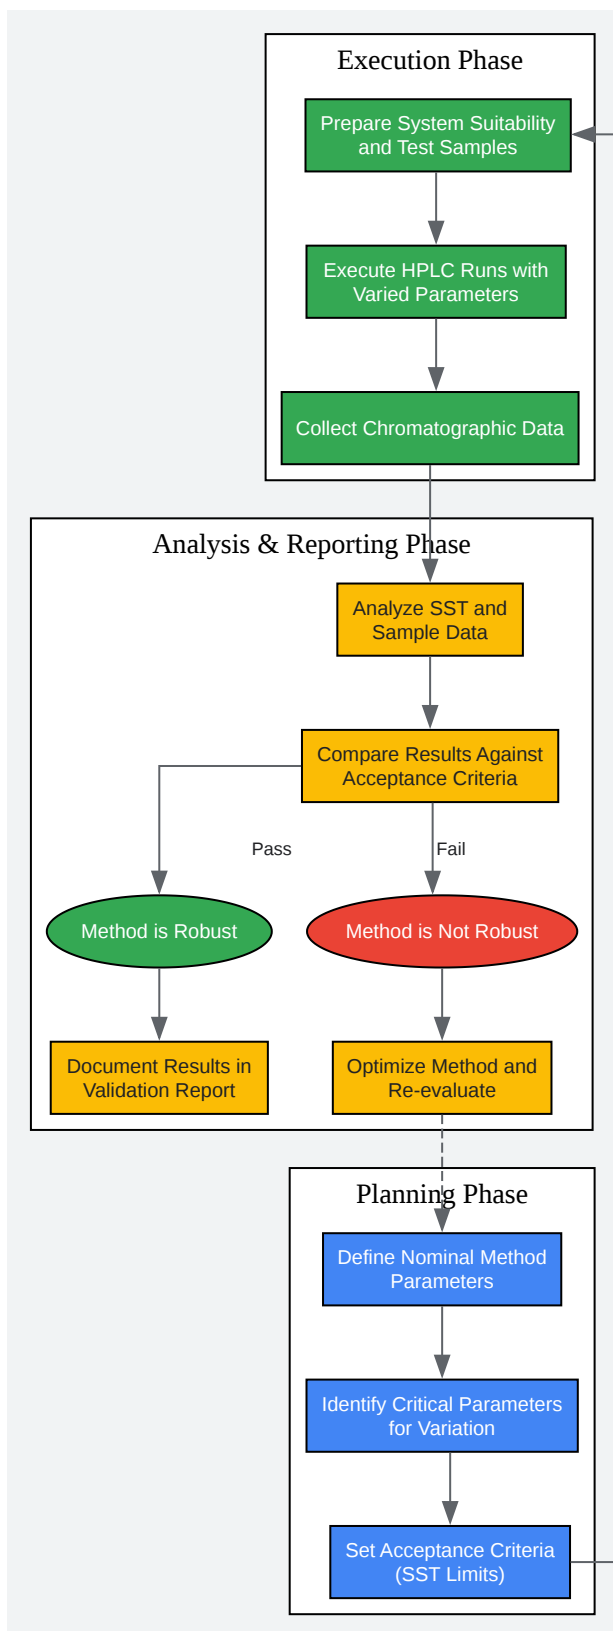 Execution Phase
Prepare System Suitability
and Test Samples
Execute HPLC Runs with
Varied Parameters
Collect Chromatographic Data
Analysis & Reporting Phase
Analyze SST and
Sample Data
Compare Results Against
Acceptance Criteria
Pass
Fail
Method is Robust
Method is Not Robust
Document Results in
Validation Report
Optimize Method and
Re-evaluate
Planning Phase
Define Nominal Method
Parameters
Identify Critical Parameters
for Variation
Set Acceptance Criteria
(SST Limits)